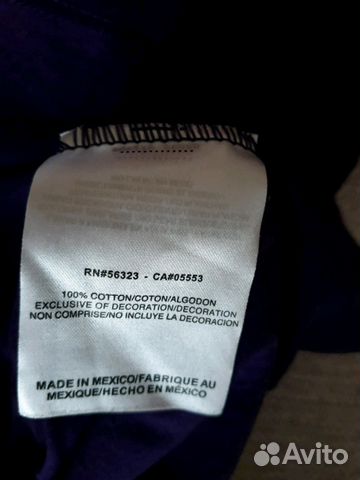 RN#56323 - CA#05553
100% COTTON/COTON/ALGODON
EXCLUSIVE OF DECORATION/DECORATION
NON COMPRISE/NO INCLUYE LA DECORACION
MADE IN MEXICO/FABRIQUE AU
MEXIQUE/HECHO EN MÉXICO
Avito